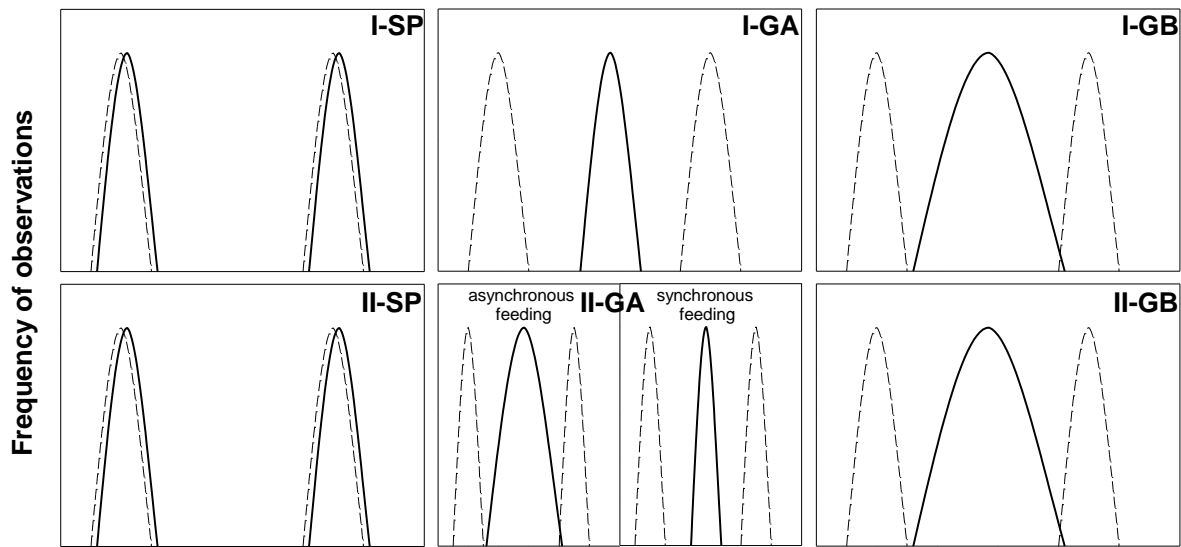 Frequency of observations
I-SP
I-GA
I-GB
II-SP
asynchronous
feeding
II-GA
synchronous
feeding
II-GB